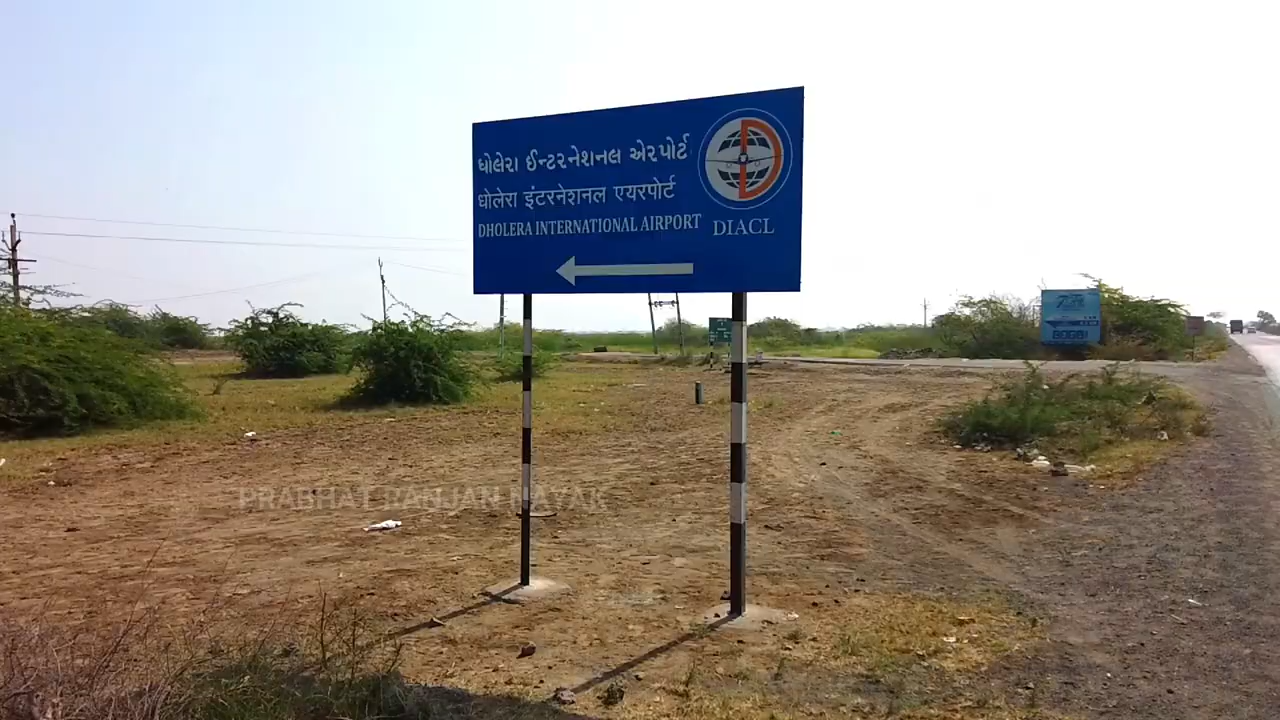 ધોલેરા ઈન્ટરનેશનલ એરપોર્ટ
धोलेरा इंटरनेशनल एयरपोर्ट
DHOLERA INTERNATIONAL AIRPORT
DIACL
PRABHAT RANJAN NAYAK